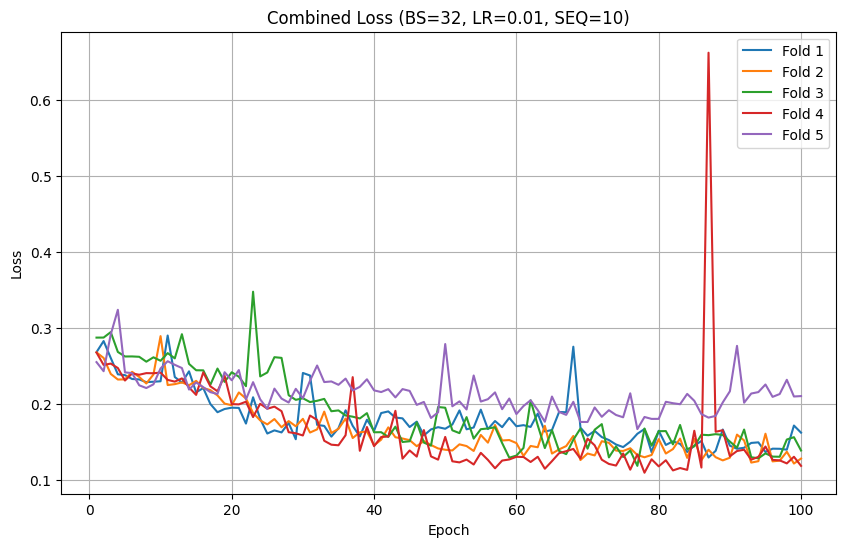 Combined Loss (BS=32, LR=0.01, SEQ=10)
Fold 1
Fold 2
Fold 3
Fold 4
Fold 5
Loss
0.6
0.5
0.4
0.3
0.2
0.1
0 20 40 60 80 100
Epoch